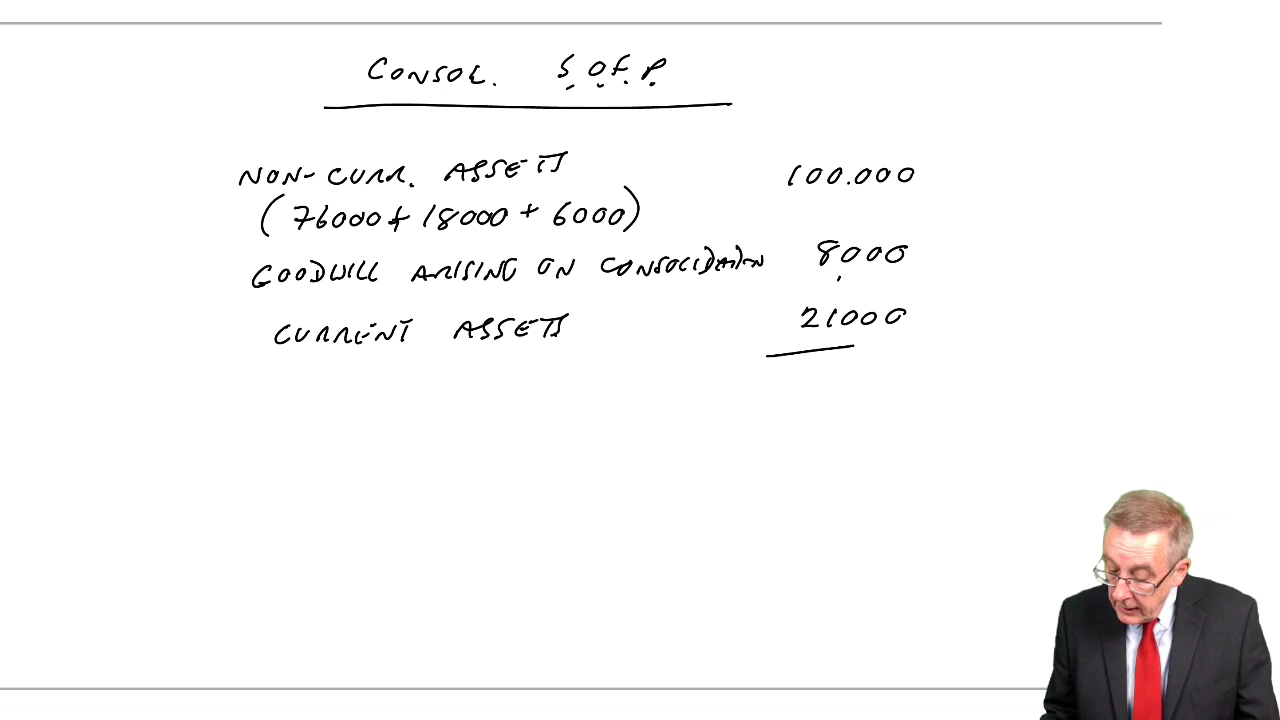 CONSOL. S.O.F.P.
NON-CURR. ASSETS 100.000
(76000 + 18000 + 6000)
GOODWILL ARISING ON CONSOLIDATION 8000
CURRENT ASSETS 21000